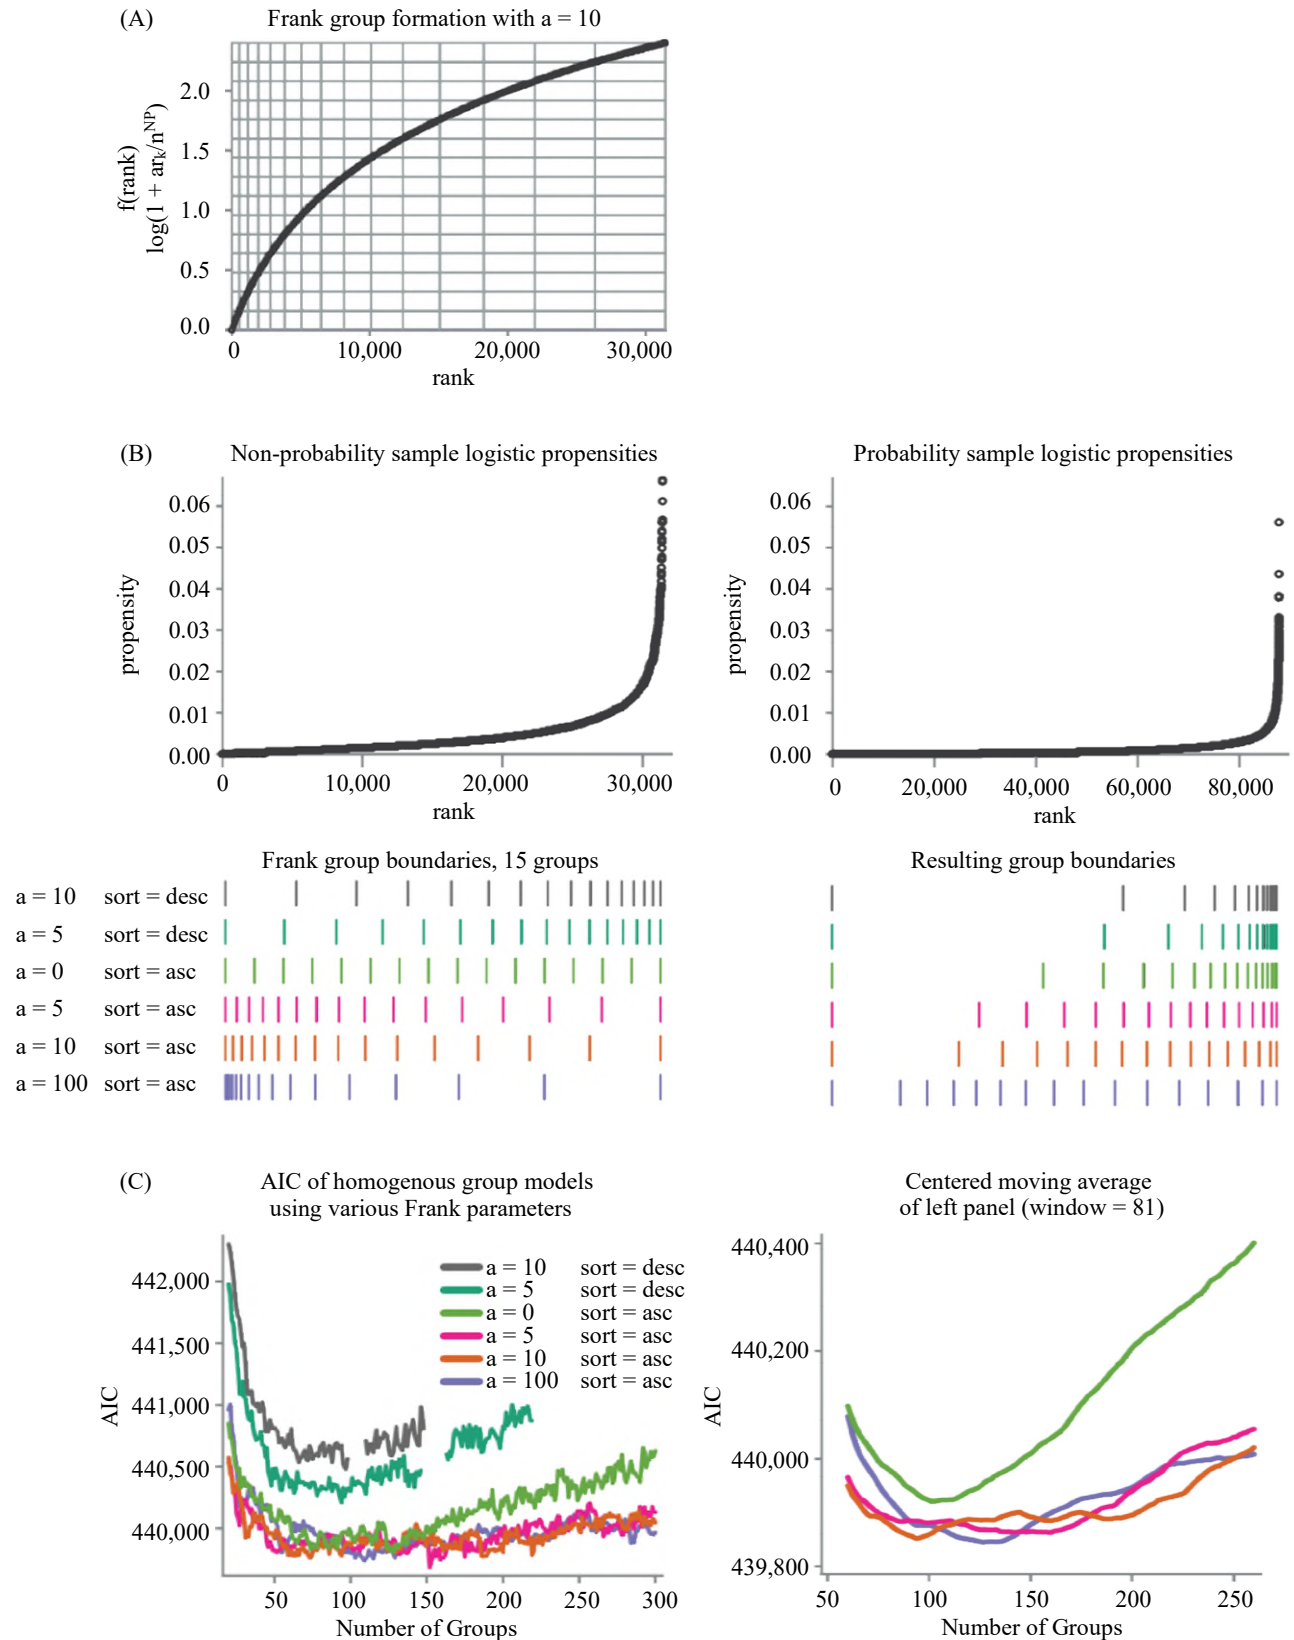 (A)
Frank group formation with a = 10
f(rank)
log(1 + arₖ/nᴺᴾ)
2.0
1.5
1.0
0.5
0.0
0 10,000 20,000 30,000
rank
(B)
Non-probability sample logistic propensities
propensity
0.06
0.05
0.04
0.03
0.02
0.01
0.00
0 10,000 20,000 30,000
rank
Probability sample logistic propensities
propensity
0.06
0.05
0.04
0.03
0.02
0.01
0.00
0 20,000 40,000 60,000 80,000
rank
Frank group boundaries, 15 groups
Resulting group boundaries
a = 10 sort = desc
a = 5 sort = desc
a = 0 sort = asc
a = 5 sort = asc
a = 10 sort = asc
a = 100 sort = asc
(C)
AIC of homogenous group models
using various Frank parameters
AIC
442,000
441,500
441,000
440,500
440,000
a = 10 sort = desc
a = 5 sort = desc
a = 0 sort = asc
a = 5 sort = asc
a = 10 sort = asc
a = 100 sort = asc
50 100 150 200 250 300
Number of Groups
Centered moving average
of left panel (window = 81)
AIC
440,400
440,200
440,000
439,800
50 100 150 200 250
Number of Groups